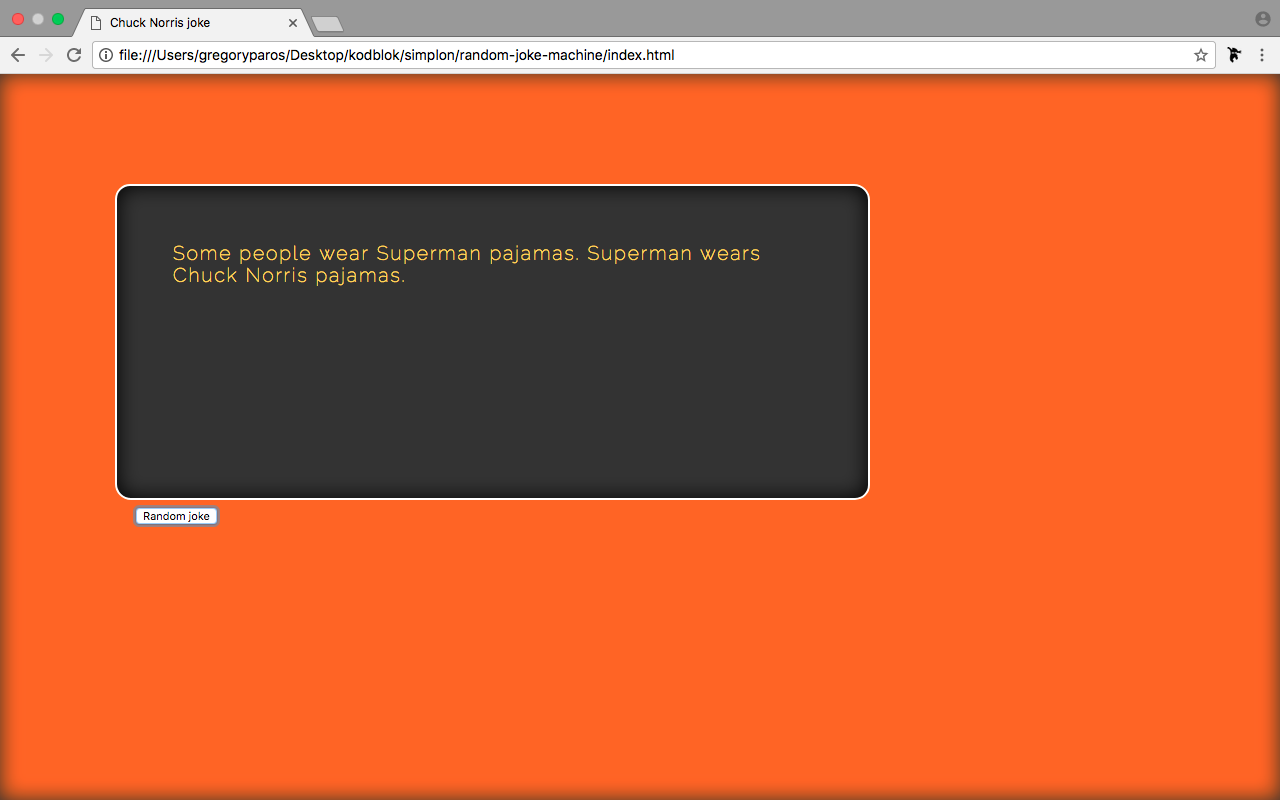 Chuck Norris joke
file:///Users/gregoryparos/Desktop/kodblok/simplon/random-joke-machine/index.html
Some people wear Superman pajamas. Superman wears
Chuck Norris pajamas.
Random joke